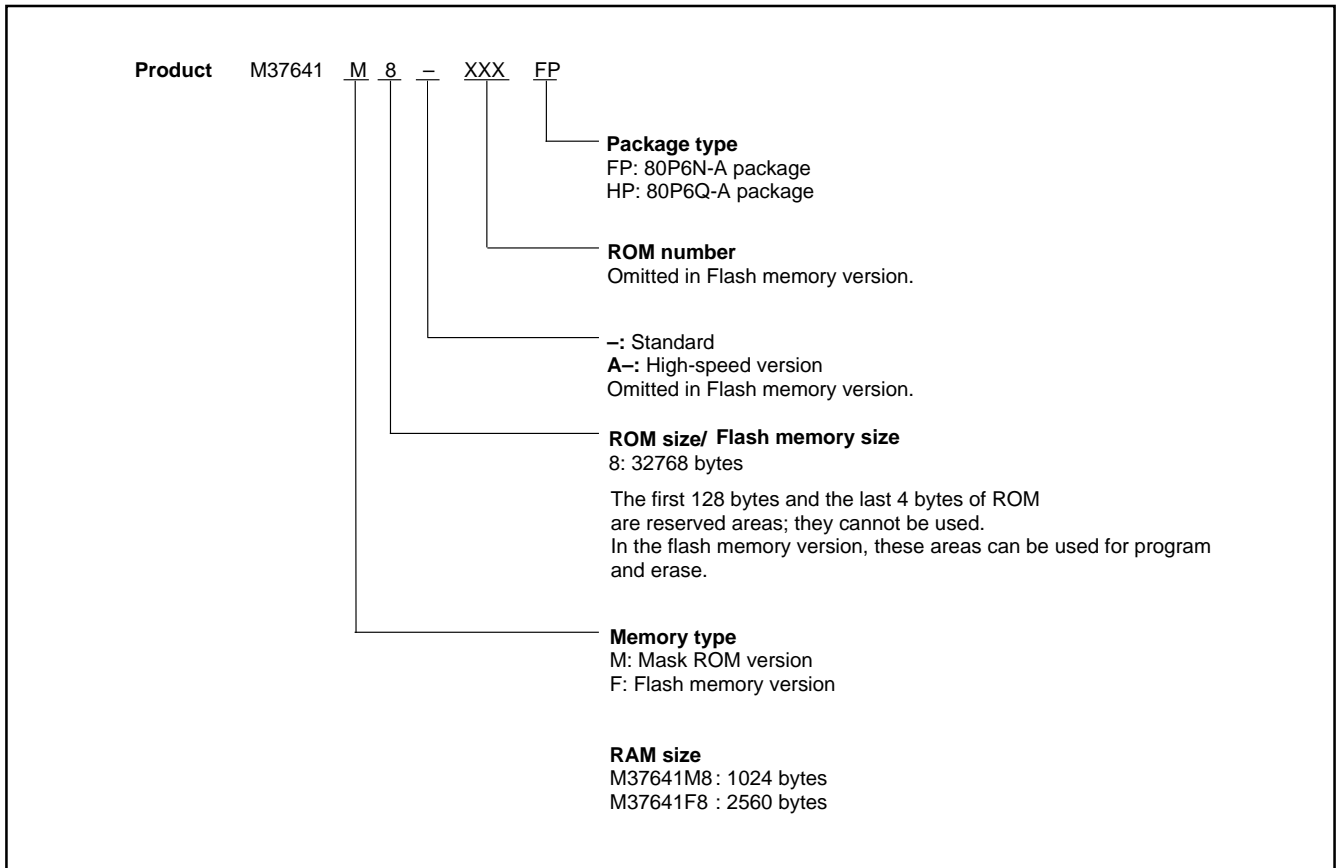 Product M37641 M 8 – XXX FP
Package type
FP: 80P6N-A package
HP: 80P6Q-A package
ROM number
Omitted in Flash memory version.
–: Standard
A–: High-speed version
Omitted in Flash memory version.
ROM size/ Flash memory size
8: 32768 bytes
The first 128 bytes and the last 4 bytes of ROM
are reserved areas; they cannot be used.
In the flash memory version, these areas can be used for program
and erase.
Memory type
M: Mask ROM version
F: Flash memory version
RAM size
M37641M8 : 1024 bytes
M37641F8 : 2560 bytes